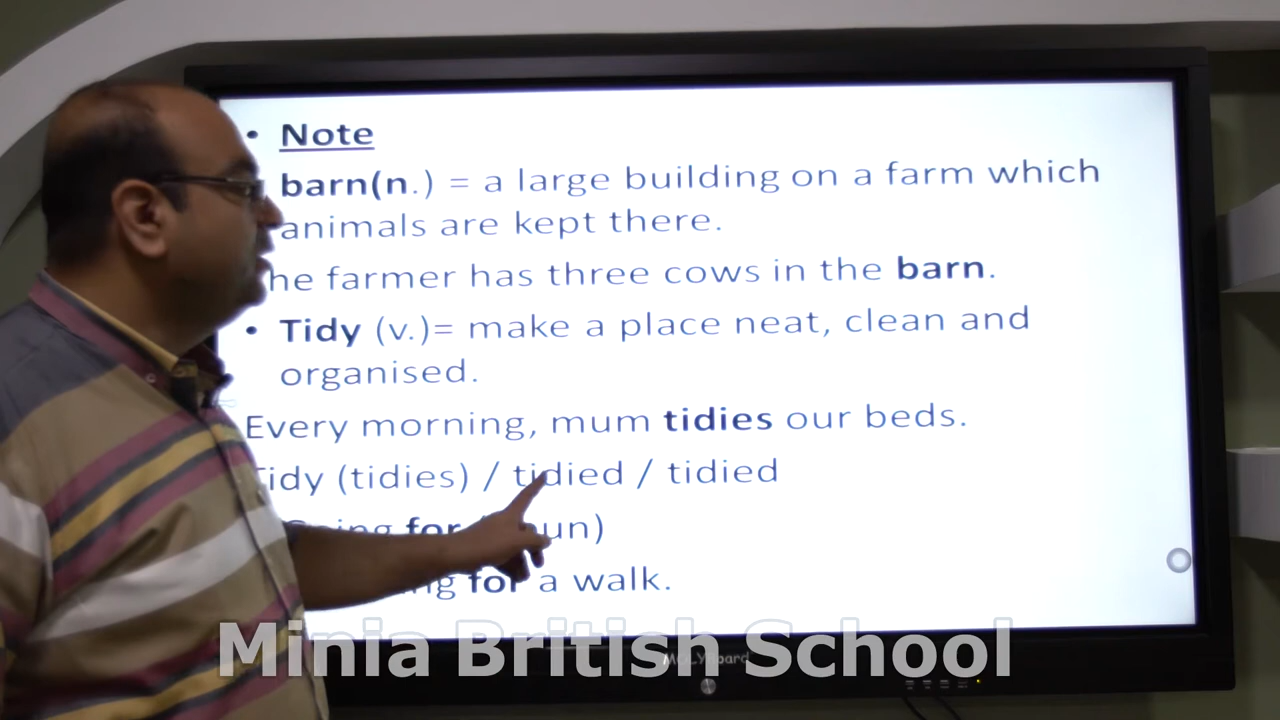 • Note
barn(n.) = a large building on a farm which
animals are kept there.
he farmer has three cows in the barn.
• Tidy (v.)= make a place neat, clean and
organised.
Every morning, mum tidies our beds.
Tidy (tidies) / tidied / tidied
Going for
for a walk.
Minia British School